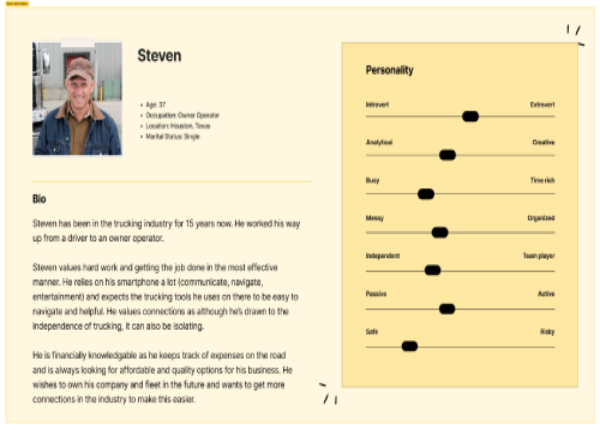 Steven
Age: 37
Occupation: Owner Operator
Location: Houston, Texas
Marital Status: Single
Bio
Steven has been in the trucking industry for 15 years now. He worked his way
up from a driver to an owner operator.
Steven values hard work and getting the job done in the most effective
manner. He relies on his smartphone a lot (communicate, navigate,
entertainment) and expects the trucking tools he uses on there to be easy to
navigate and helpful. He values connections as although he's drawn to the
independence of trucking, it can also be isolating.
He is financially knowledgable as he keeps track of expenses on the road
and is always looking for affordable and quality options for his business. He
wishes to own his company and fleet in the future and wants to get more
connections in the industry to make this easier.
Personality
Introvert Extrovert
Analytical Creative
Busy Time rich
Messy Organized
Independent Team player
Passive Active
Safe Risky